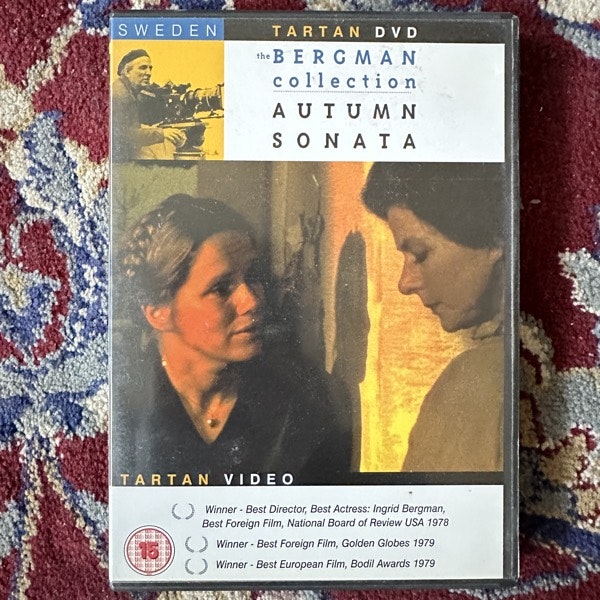 SWEDEN
TARTAN DVD
the BERGMAN
collection
AUTUMN
SONATA
TARTAN VIDEO
Winner - Best Director, Best Actress: Ingrid Bergman,
Best Foreign Film, National Board of Review USA 1978
15
Winner - Best Foreign Film, Golden Globes 1979
Winner - Best European Film, Bodil Awards 1979